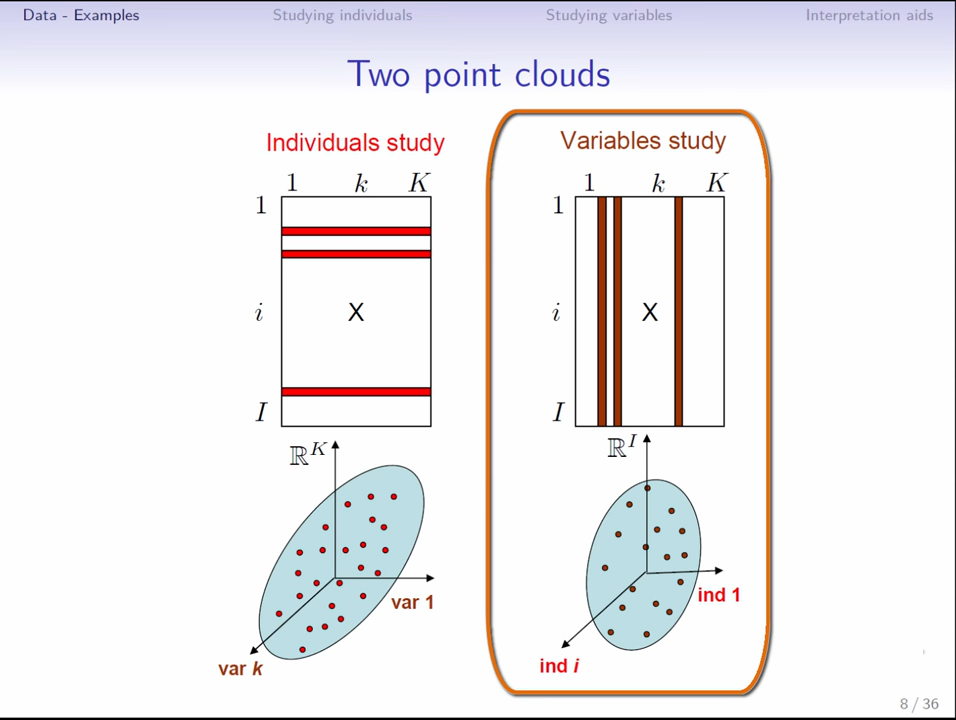 Data - Examples Studying individuals Studying variables Interpretation aids
Two point clouds
Individuals study
1 k K
1
i
I
X
ℝ^K
var 1
var k
Variables study
1 k K
1
i
I
X
ℝ^I
ind 1
ind i
8 / 36